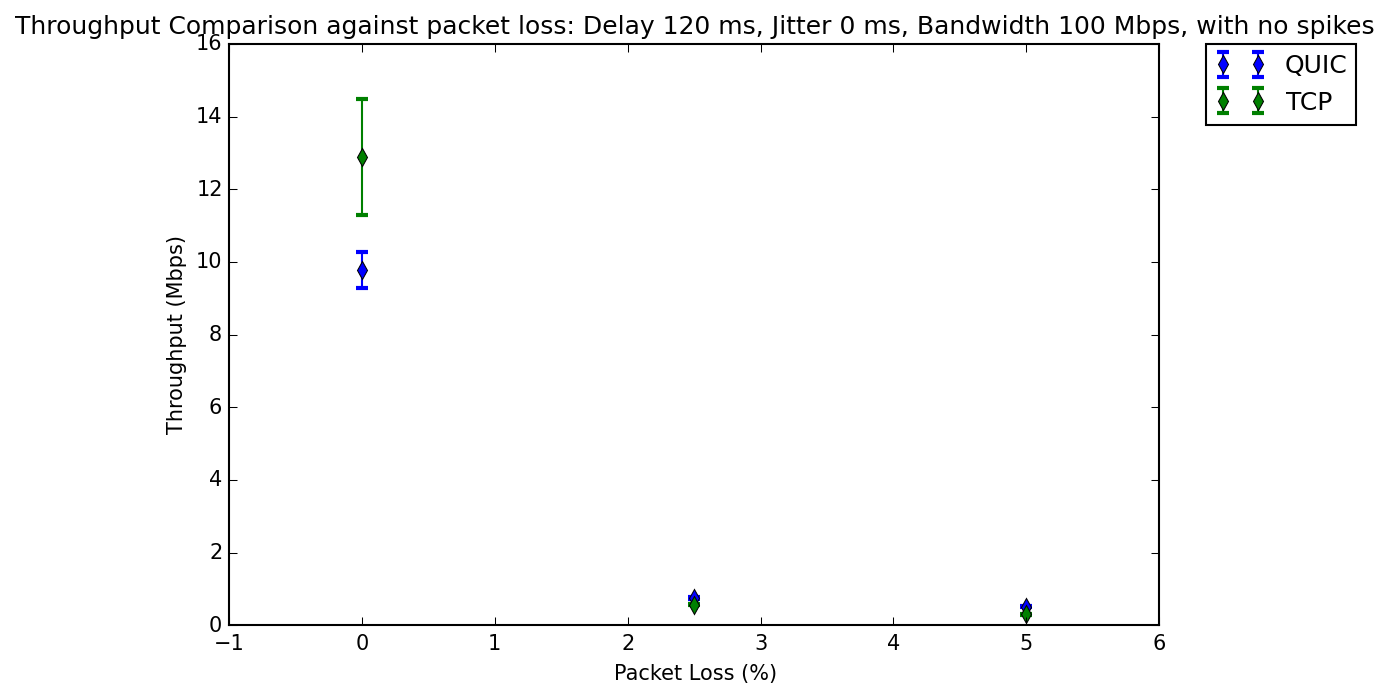 Throughput Comparison against packet loss: Delay 120 ms, Jitter 0 ms, Bandwidth 100 Mbps, with no spikes
16
14
12
10
8
6
4
2
0
Throughput (Mbps)
−1 0 1 2 3 4 5 6
Packet Loss (%)
QUIC
TCP